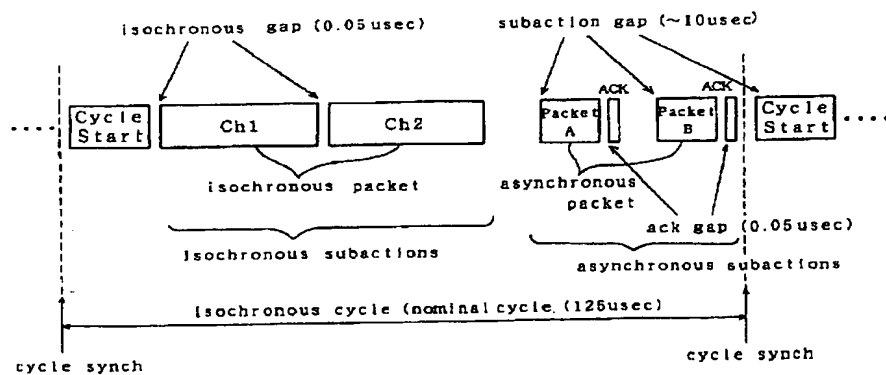 isochronous gap (0.05usec)
subaction gap (~10usec)
ACK
ACK
Cycle
Start
Ch1
Ch2
Packet
A
Packet
B
Cycle
Start
isochronous packet
asynchronous
packet
ack gap (0.05usec)
Isochronous subactions
asynchronous subactions
Isochronous cycle (nominal cycle. (125usec)
cycle synch
cycle synch